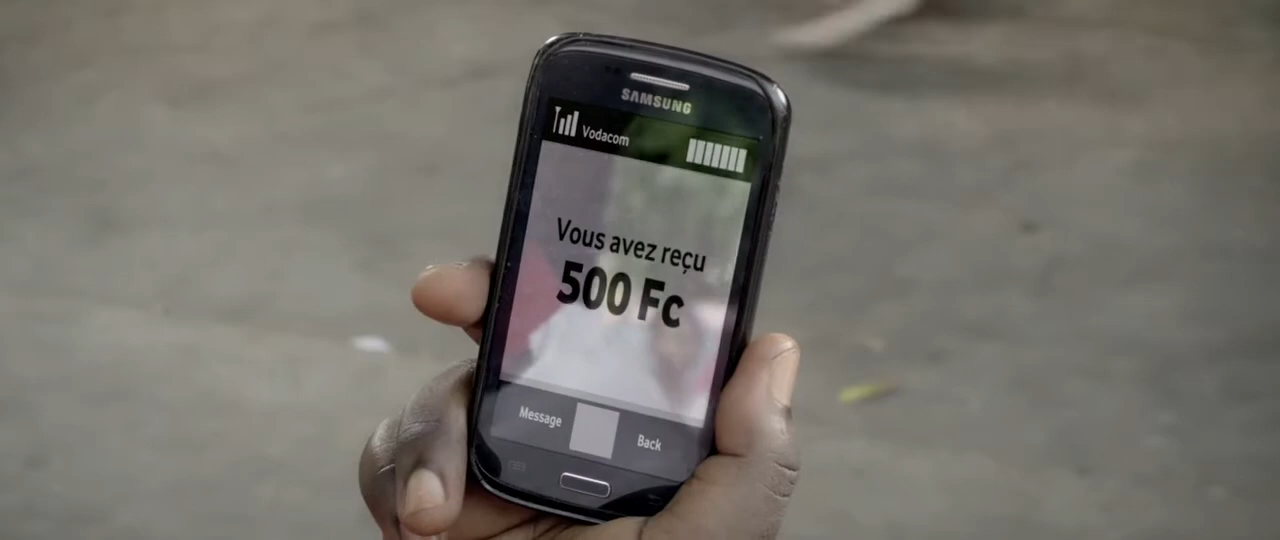 SAMSUNG
Vodacom
Vous avez reçu
500 Fc
Message
Back